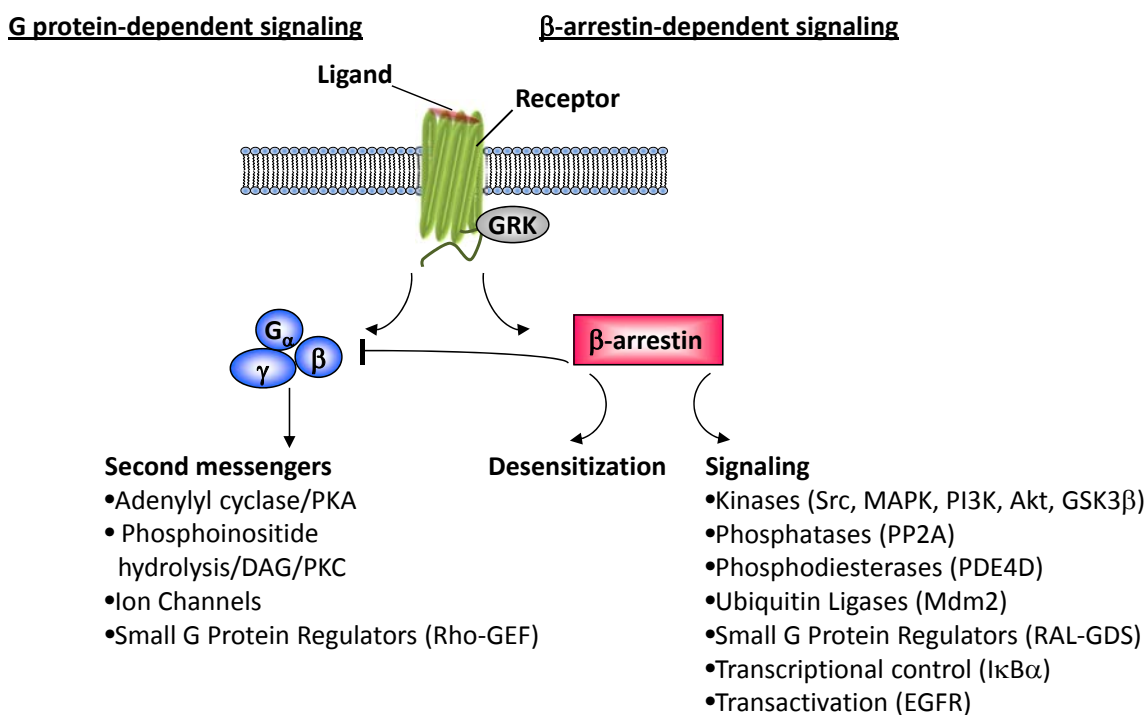 G protein-dependent signaling
β-arrestin-dependent signaling
Ligand
Receptor
GRK
Gα
β
γ
β-arrestin
Second messengers
•Adenylyl cyclase/PKA
• Phosphoinositide
hydrolysis/DAG/PKC
•Ion Channels
•Small G Protein Regulators (Rho-GEF)
Desensitization
Signaling
•Kinases (Src, MAPK, PI3K, Akt, GSK3β)
•Phosphatases (PP2A)
•Phosphodiesterases (PDE4D)
•Ubiquitin Ligases (Mdm2)
•Small G Protein Regulators (RAL-GDS)
•Transcriptional control (IκBα)
•Transactivation (EGFR)